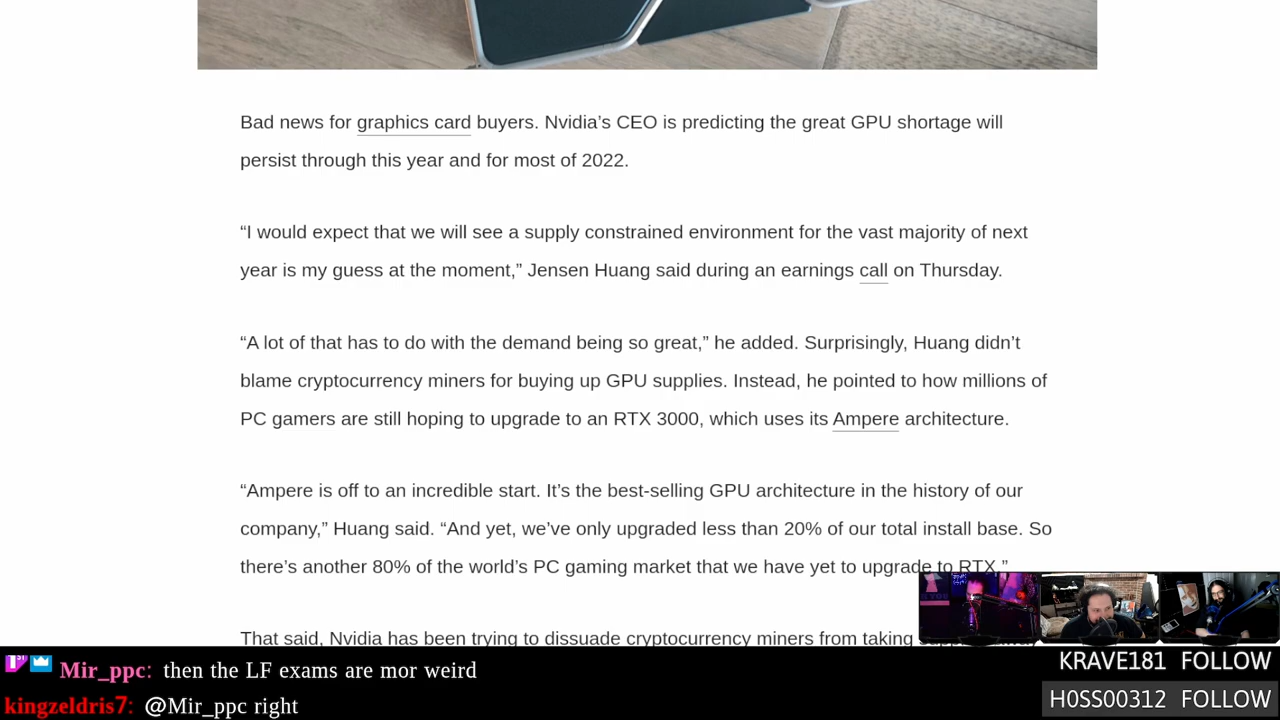 Bad news for graphics card buyers. Nvidia’s CEO is predicting the great GPU shortage will
persist through this year and for most of 2022.
“I would expect that we will see a supply constrained environment for the vast majority of next
year is my guess at the moment,” Jensen Huang said during an earnings call on Thursday.
“A lot of that has to do with the demand being so great,” he added. Surprisingly, Huang didn’t
blame cryptocurrency miners for buying up GPU supplies. Instead, he pointed to how millions of
PC gamers are still hoping to upgrade to an RTX 3000, which uses its Ampere architecture.
“Ampere is off to an incredible start. It’s the best-selling GPU architecture in the history of our
company,” Huang said. “And yet, we’ve only upgraded less than 20% of our total install base. So
there’s another 80% of the world’s PC gaming market that we have yet to upgrade to RTX.”
That said, Nvidia has been trying to dissuade cryptocurrency miners from taking
Mir_ppc: then the LF exams are mor weird
kingzeldris7: @Mir_ppc right
KRAVE181 FOLLOW
H0SS00312 FOLLOW